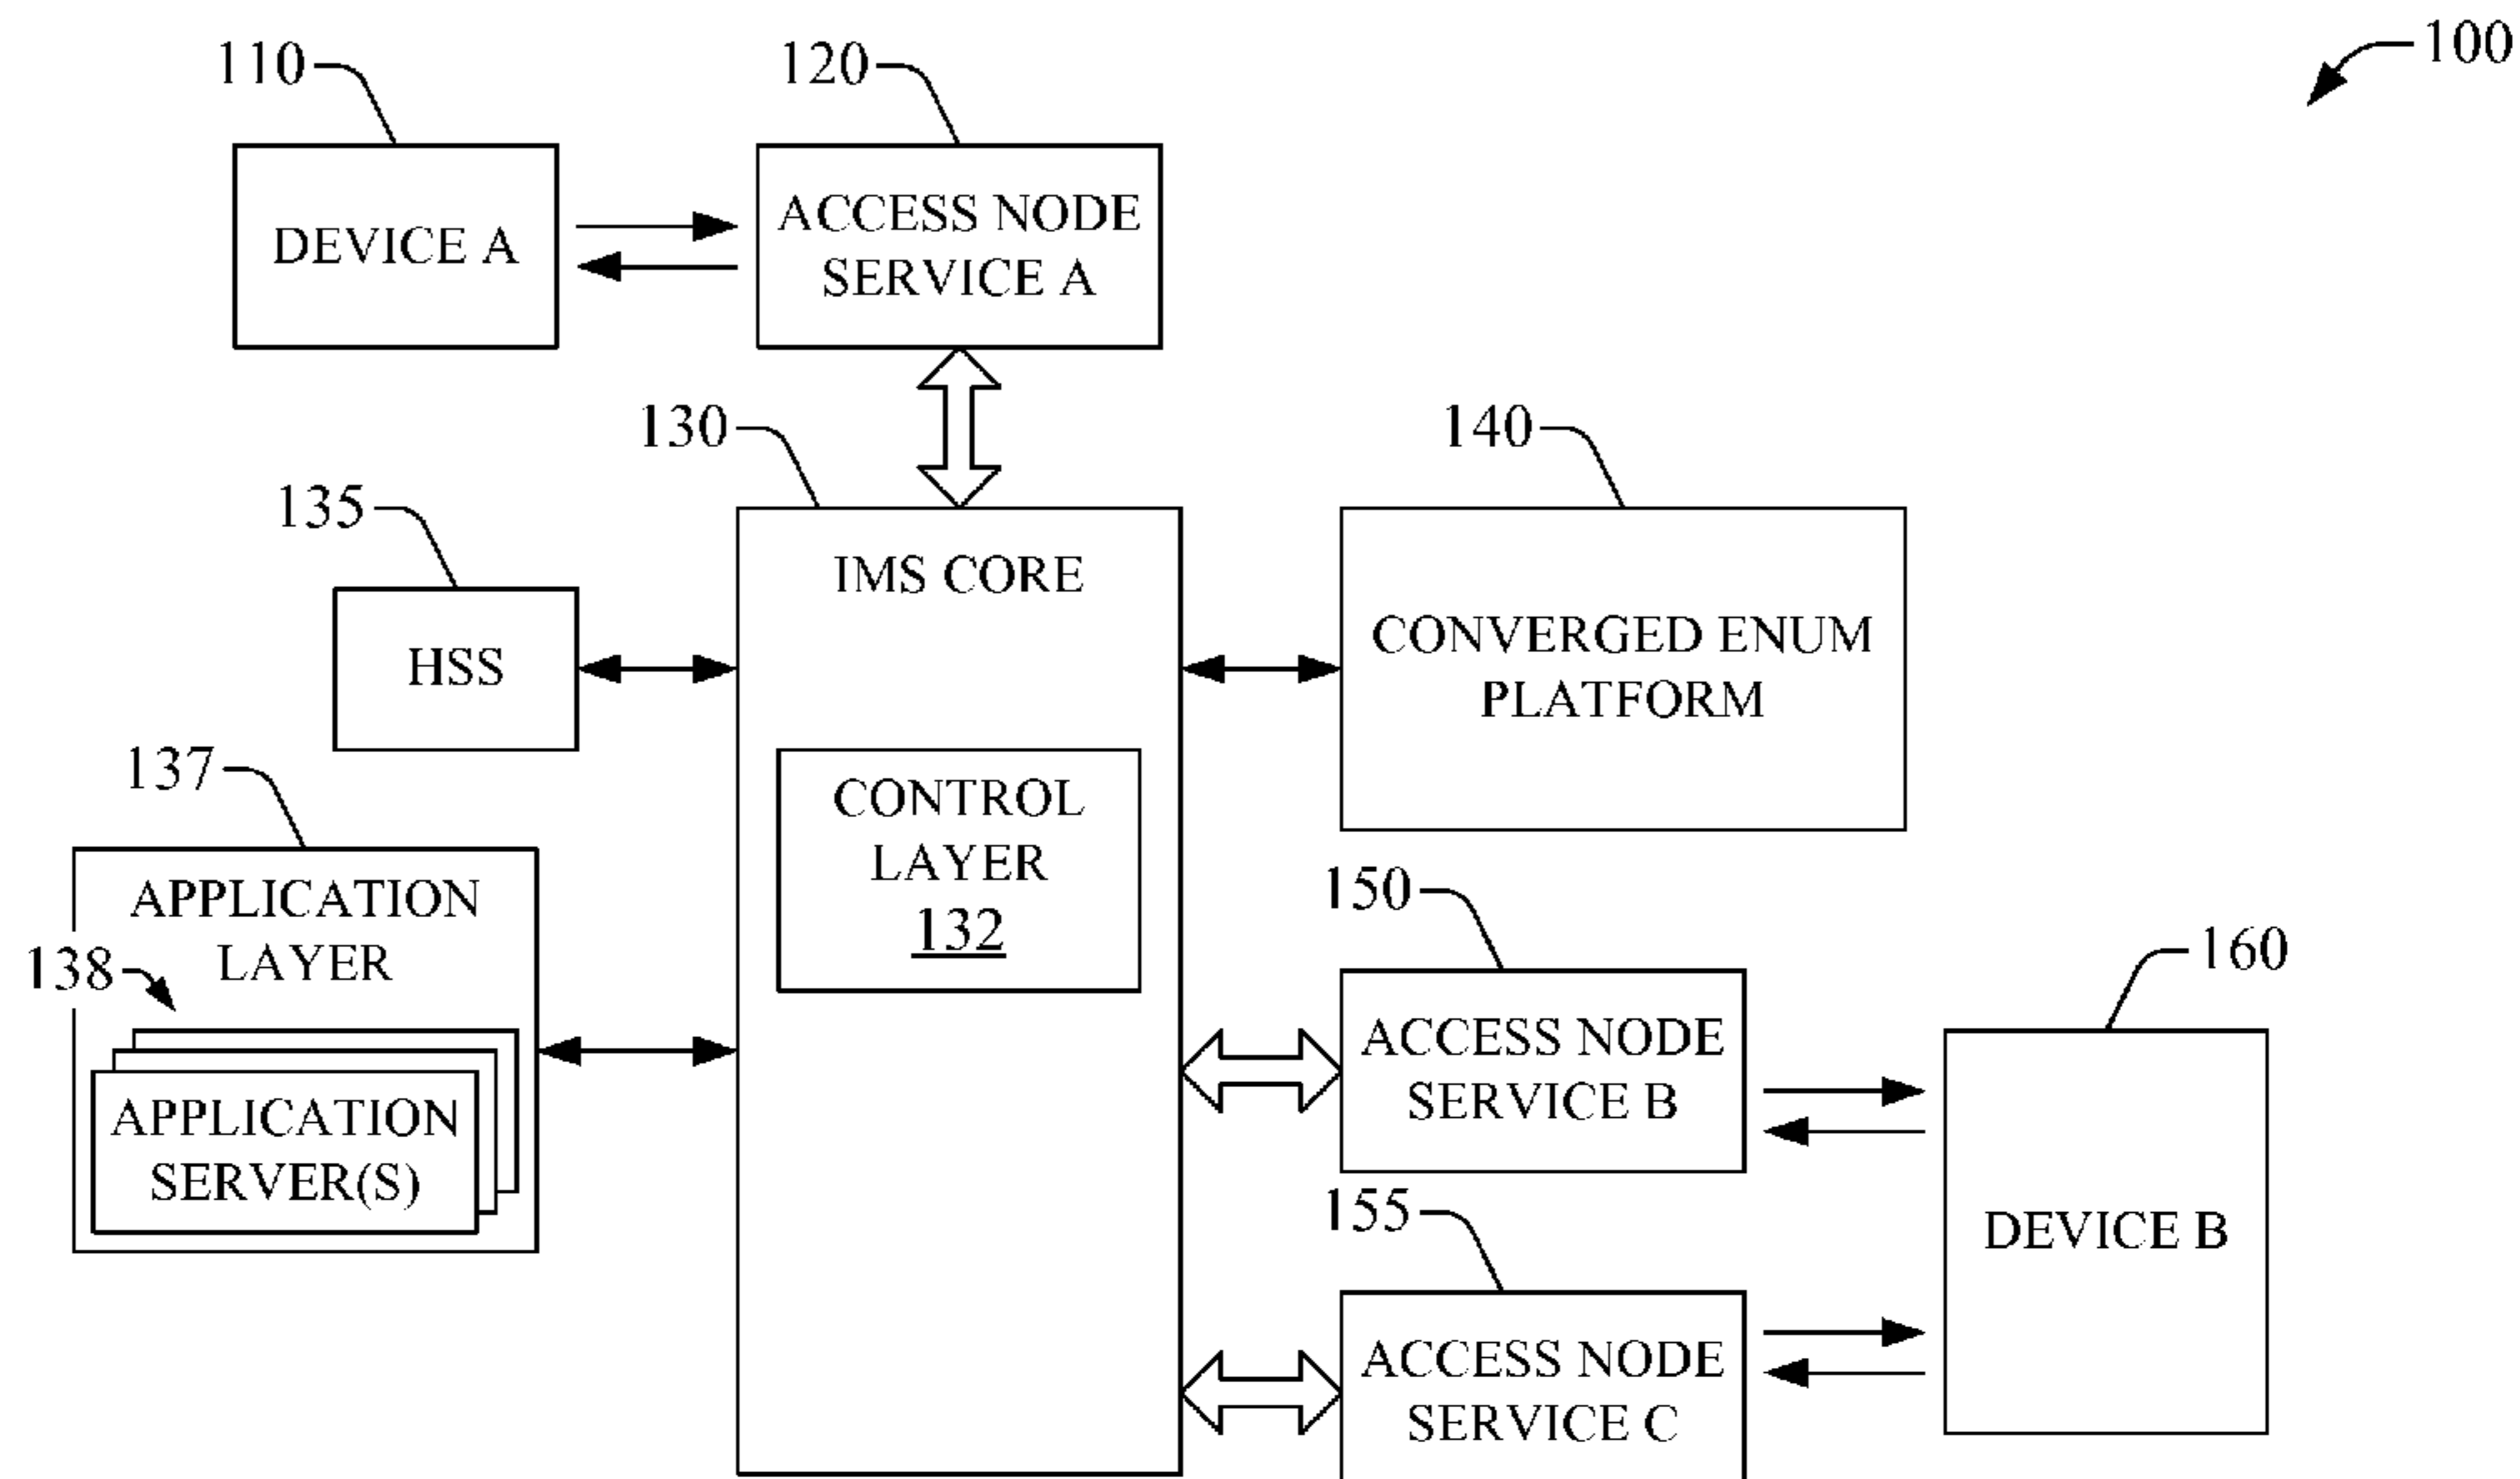 100
110
120
DEVICE A
ACCESS NODE
SERVICE A
130
140
135
IMS CORE
HSS
CONVERGED ENUM
PLATFORM
137
CONTROL
LAYER
132
APPLICATION
LAYER
138
APPLICATION
SERVER(S)
150
160
ACCESS NODE
SERVICE B
155
DEVICE B
ACCESS NODE
SERVICE C